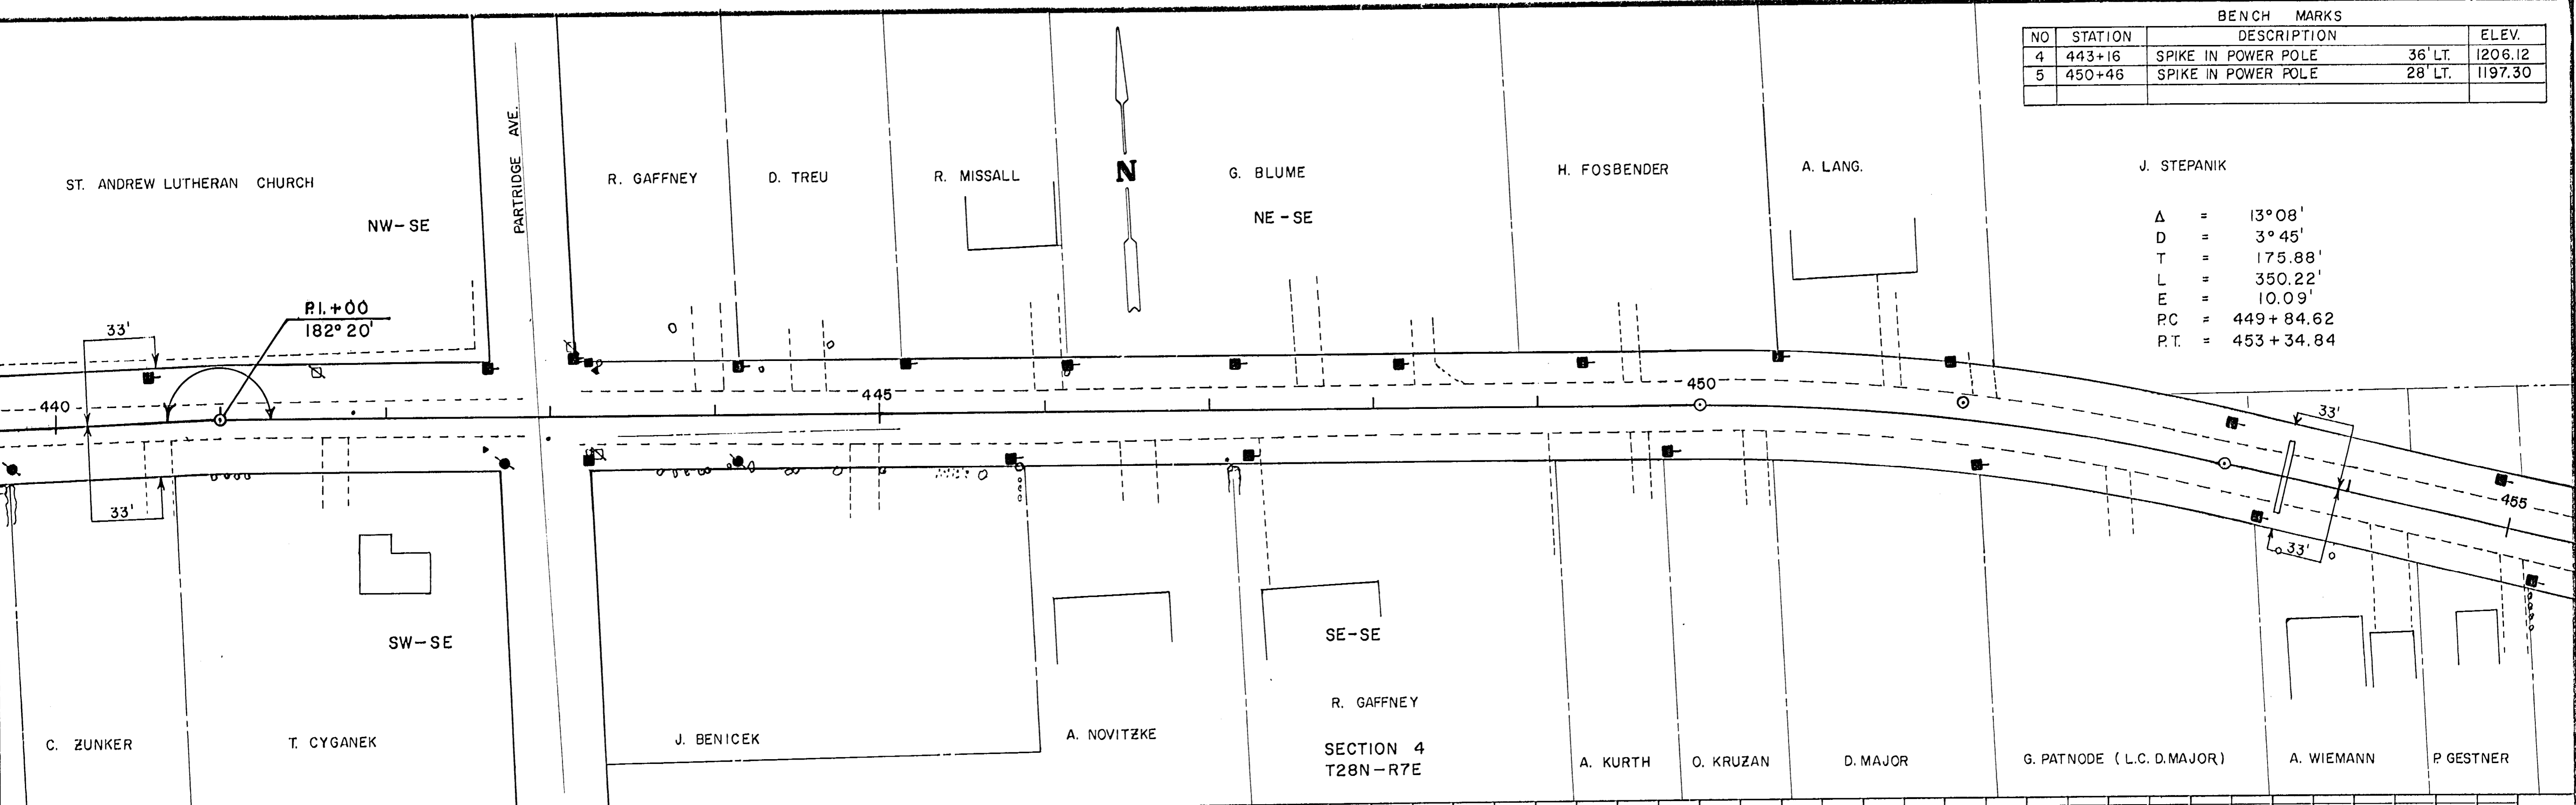 BENCH MARKS
NO STATION DESCRIPTION ELEV.
4 443+16 SPIKE IN POWER POLE 36' LT. 1206.12
5 450+46 SPIKE IN POWER POLE 28' LT. 1197.30
ST. ANDREW LUTHERAN CHURCH
NW-SE
PARTRIDGE AVE.
R. GAFFNEY
D. TREU
R. MISSALL
N
G. BLUME
NE-SE
H. FOSBENDER
A. LANG.
J. STEPANIK
Δ = 13°08'
D = 3°45'
T = 175.88'
L = 350.22'
E = 10.09'
P.C = 449+84.62
P.T. = 453+34.84
P.I. +00
182°20'
33'
440
445
450
33'
455
33'
33'
SW-SE
SE-SE
C. ZUNKER
T. CYGANEK
J. BENICEK
A. NOVITZKE
R. GAFFNEY
SECTION 4
T28N-R7E
A. KURTH
O. KRUZAN
D. MAJOR
G. PATNODE (L.C. D.MAJOR)
A. WIEMANN
P. GESTNER